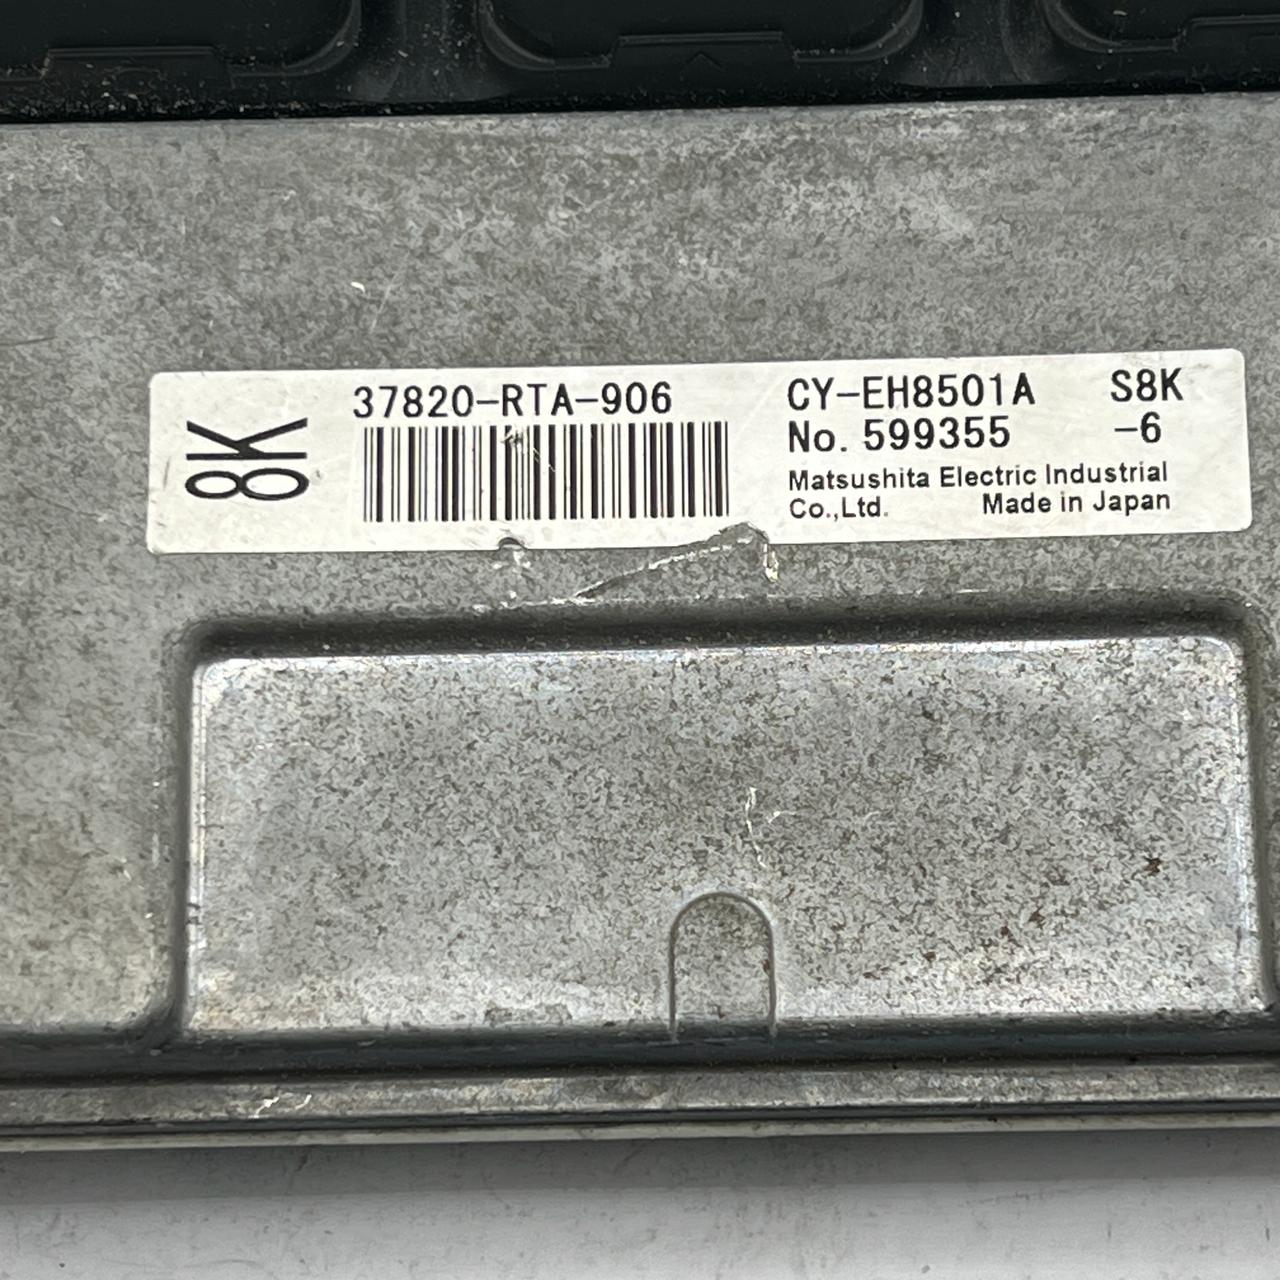 8K
37820-RTA-906
CY-EH8501A S8K
No. 599355 -6
Matsushita Electric Industrial
Co.,Ltd. Made in Japan